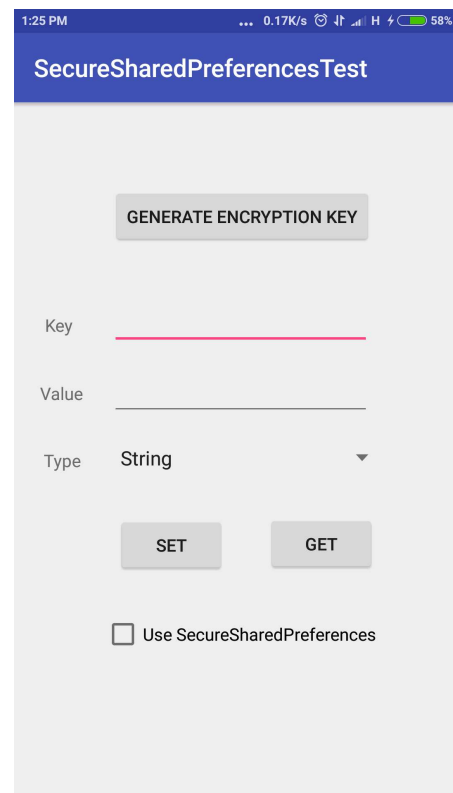 1:25 PM ... 0.17K/s H 58%
SecureSharedPreferencesTest
GENERATE ENCRYPTION KEY
Key
Value
Type String
SET GET
Use SecureSharedPreferences